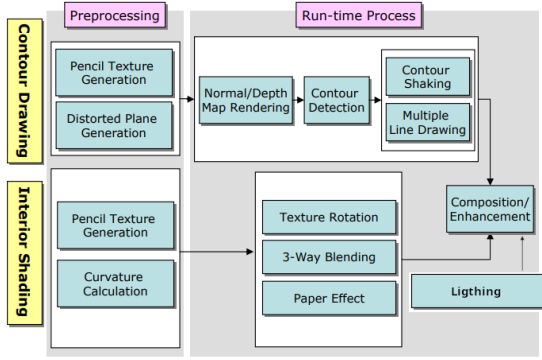 Preprocessing
Run-time Process
Contour Drawing
Pencil Texture
Generation
Distorted Plane
Generation
Normal/Depth
Map Rendering
Contour
Detection
Contour
Shaking
Multiple
Line Drawing
Interior Shading
Pencil Texture
Generation
Curvature
Calculation
Texture Rotation
3-Way Blending
Paper Effect
Composition/
Enhancement
Ligthing